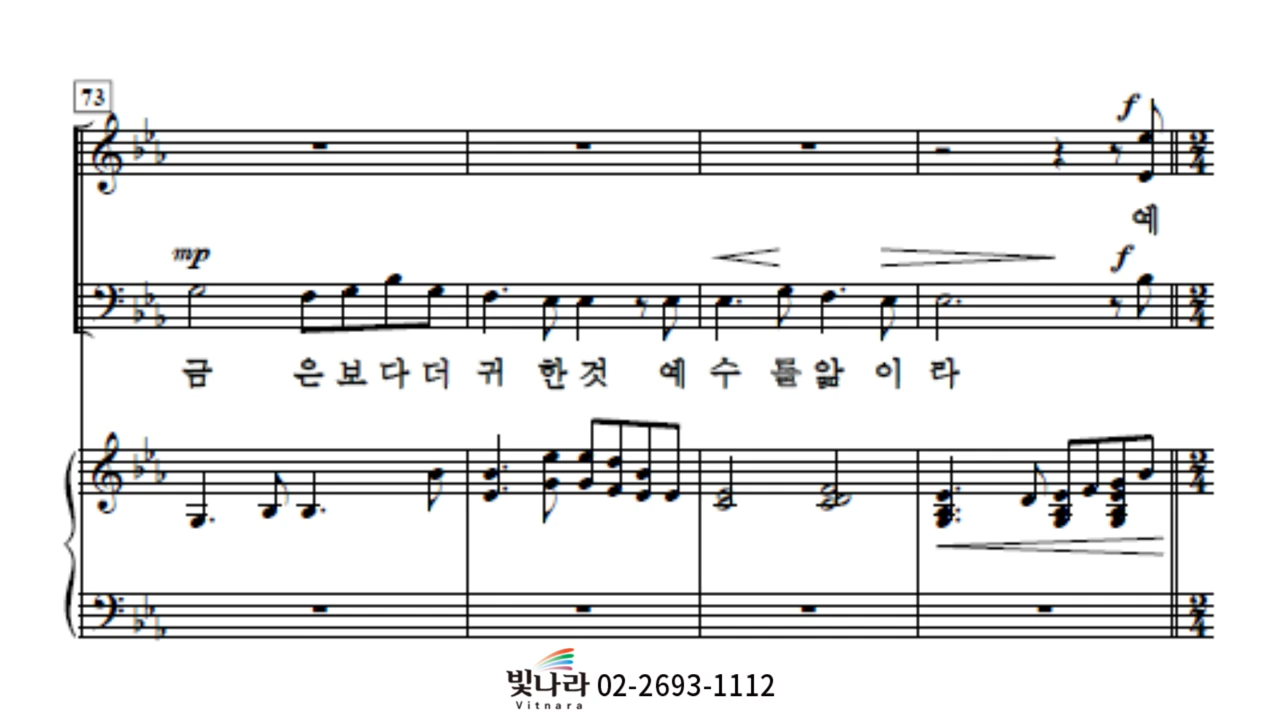 73
f
예
mp f
금 은보다더 귀 한것 예 수 를앎 이 라
빛나라 02-2693-1112
Vitnara